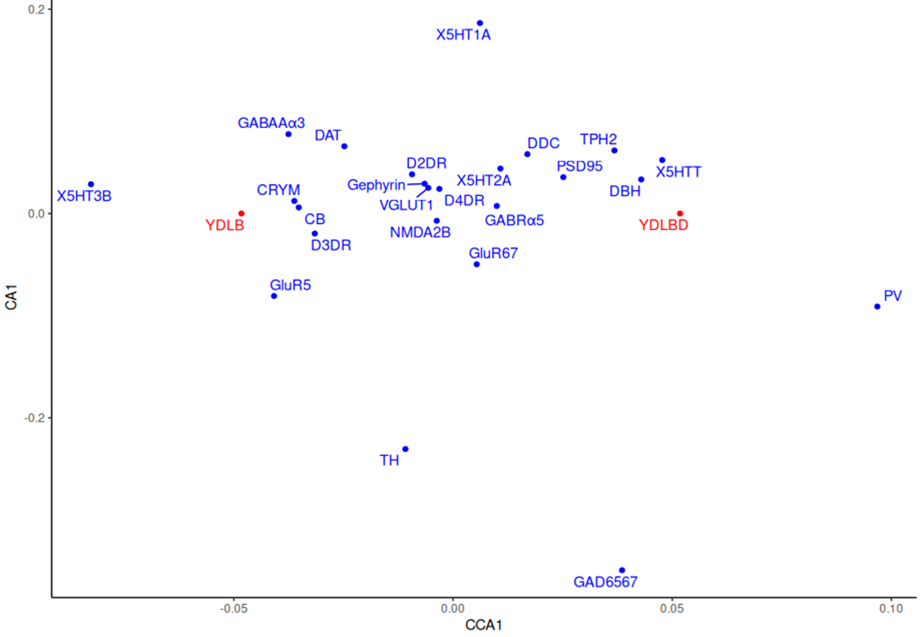 0.2
X5HT1A
GABAAα3
DAT
DDC
TPH2
D2DR
PSD95
X5HTT
Gephyrin
X5HT2A
DBH
X5HT3B
CRYM
VGLUT1
D4DR
0.0
YDLB
CB
GABRα5
YDLBD
NMDA2B
D3DR
GluR67
GluR5
PV
CA1
-0.2
TH
GAD6567
-0.05
0.00
0.05
0.10
CCA1